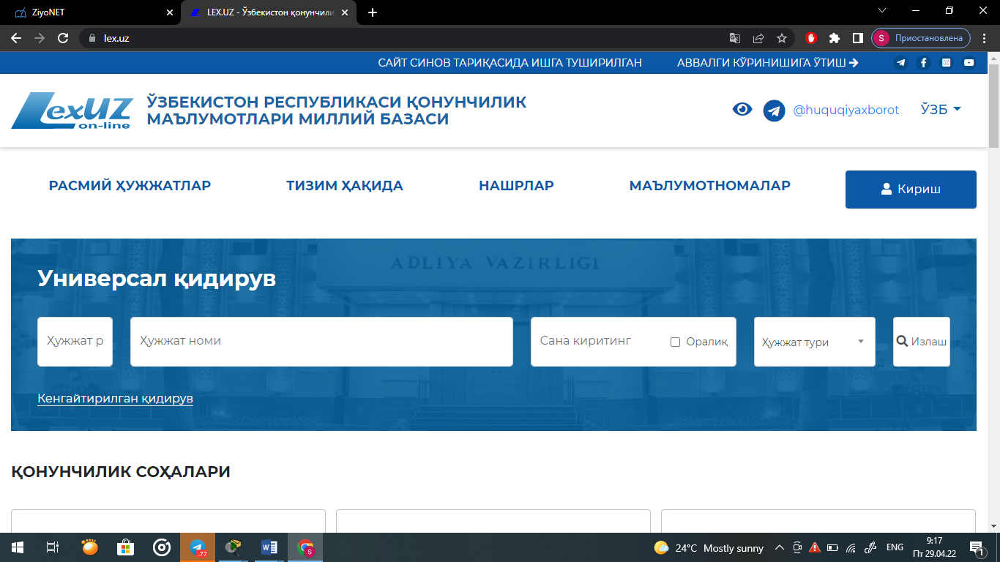 ZiyoNET
LEX.UZ - Ўзбекистон қонунчили
lex.uz
S Приостановлена
САЙТ СИНОВ ТАРИҚАСИДА ИШГА ТУШИРИЛГАН
АВВАЛГИ КЎРИНИШИГА ЎТИШ
LexUZ
on-line
ЎЗБЕКИСТОН РЕСПУБЛИКАСИ ҚОНУНЧИЛИК
МАЪЛУМОТЛАРИ МИЛЛИЙ БАЗАСИ
@huquqiyaxborot
ЎЗБ
РАСМИЙ ҲУЖЖАТЛАР
ТИЗИМ ҲАҚИДА
НАШРЛАР
МАЪЛУМОТНОМАЛАР
Кириш
ADLIYA VAZIRLIGI
Универсал қидирув
Ҳужжат р
Ҳужжат номи
Сана киритинг
Оралиқ
Ҳужжат тури
Излаш
Кенгайтирилган қидирув
ҚОНУНЧИЛИК СОҲАЛАРИ
..77
S
24°C Mostly sunny
ENG
9:17
Пт 29.04.22
1